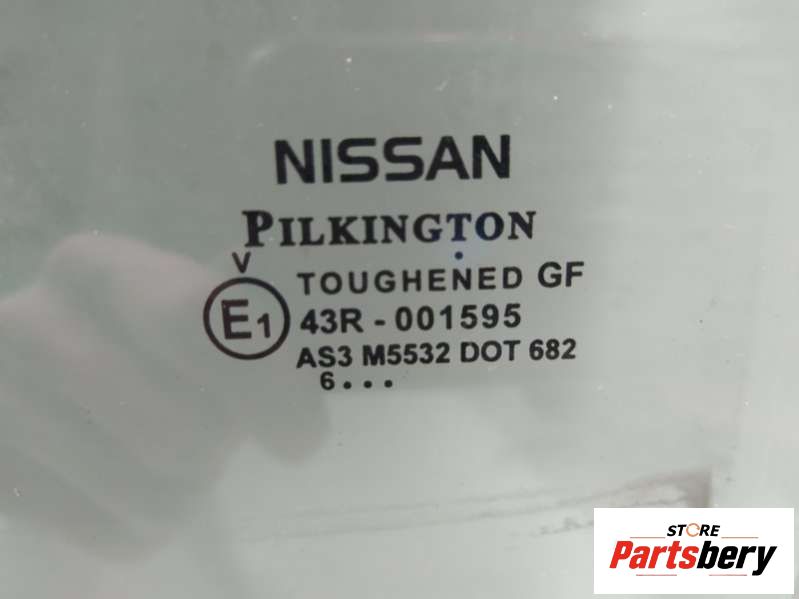 NISSAN
PILKINGTON
V
TOUGHENED GF
E1 43R - 001595
AS3 M5532 DOT 682
6...
STORE
Partsbery